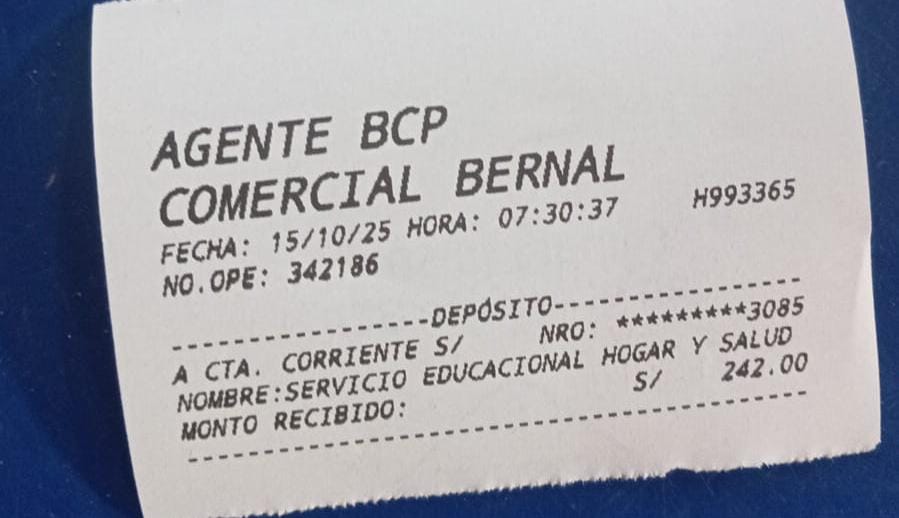 AGENTE BCP
COMERCIAL BERNAL
FECHA: 15/10/25 HORA: 07:30:37 H993365
NO.OPE: 342186
-----------------DEPÓSITO-----------------
A CTA. CORRIENTE S/ NRO: *********3085
NOMBRE:SERVICIO EDUCACIONAL HOGAR Y SALUD
MONTO RECIBIDO: S/ 242.00
------------------------------------------